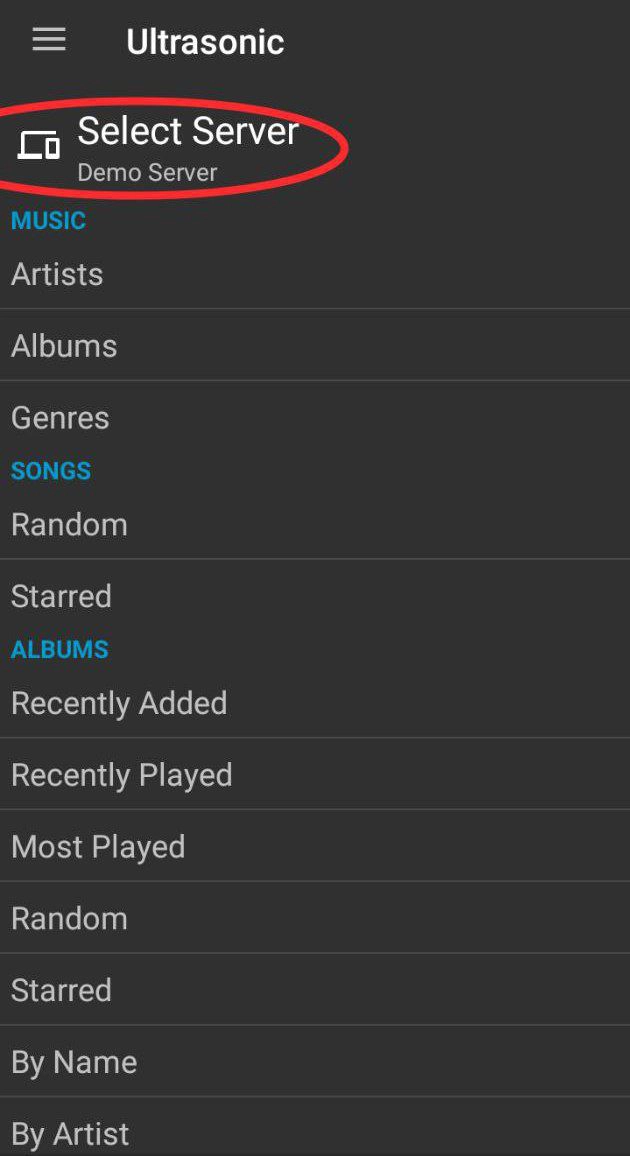 Ultrasonic
Select Server
Demo Server
MUSIC
Artists
Albums
Genres
SONGS
Random
Starred
ALBUMS
Recently Added
Recently Played
Most Played
Random
Starred
By Name
By Artist